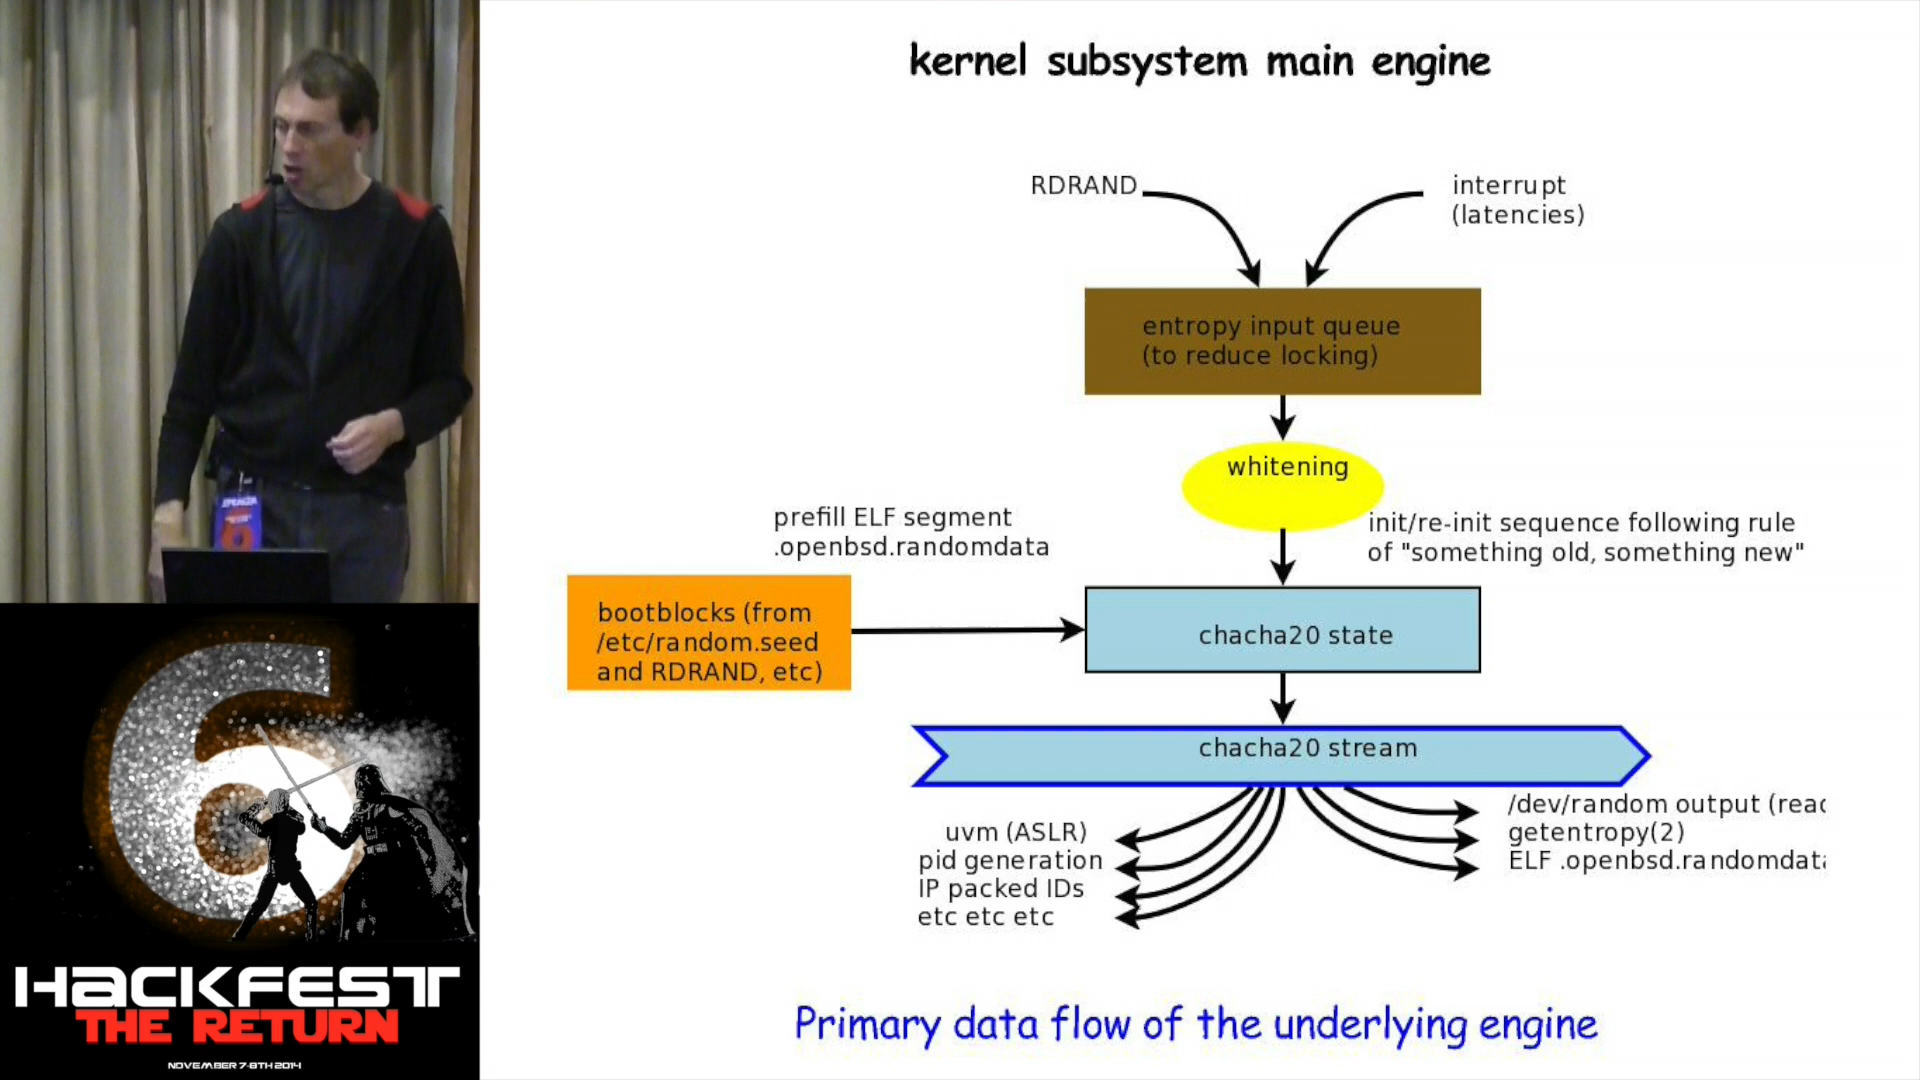 kernel subsystem main engine
RDRAND
interrupt
(latencies)
entropy input queue
(to reduce locking)
whitening
prefill ELF segment
.openbsd.randomdata
init/re-init sequence following rule
of "something old, something new"
bootblocks (from
/etc/random.seed
and RDRAND, etc)
chacha20 state
chacha20 stream
uvm (ASLR)
pid generation
IP packed IDs
etc etc etc
/dev/random output (reac
getentropy(2)
ELF .openbsd.randomdata
Primary data flow of the underlying engine
6
HACKFEST
THE RETURN
NOVEMBER 7-8TH 2014